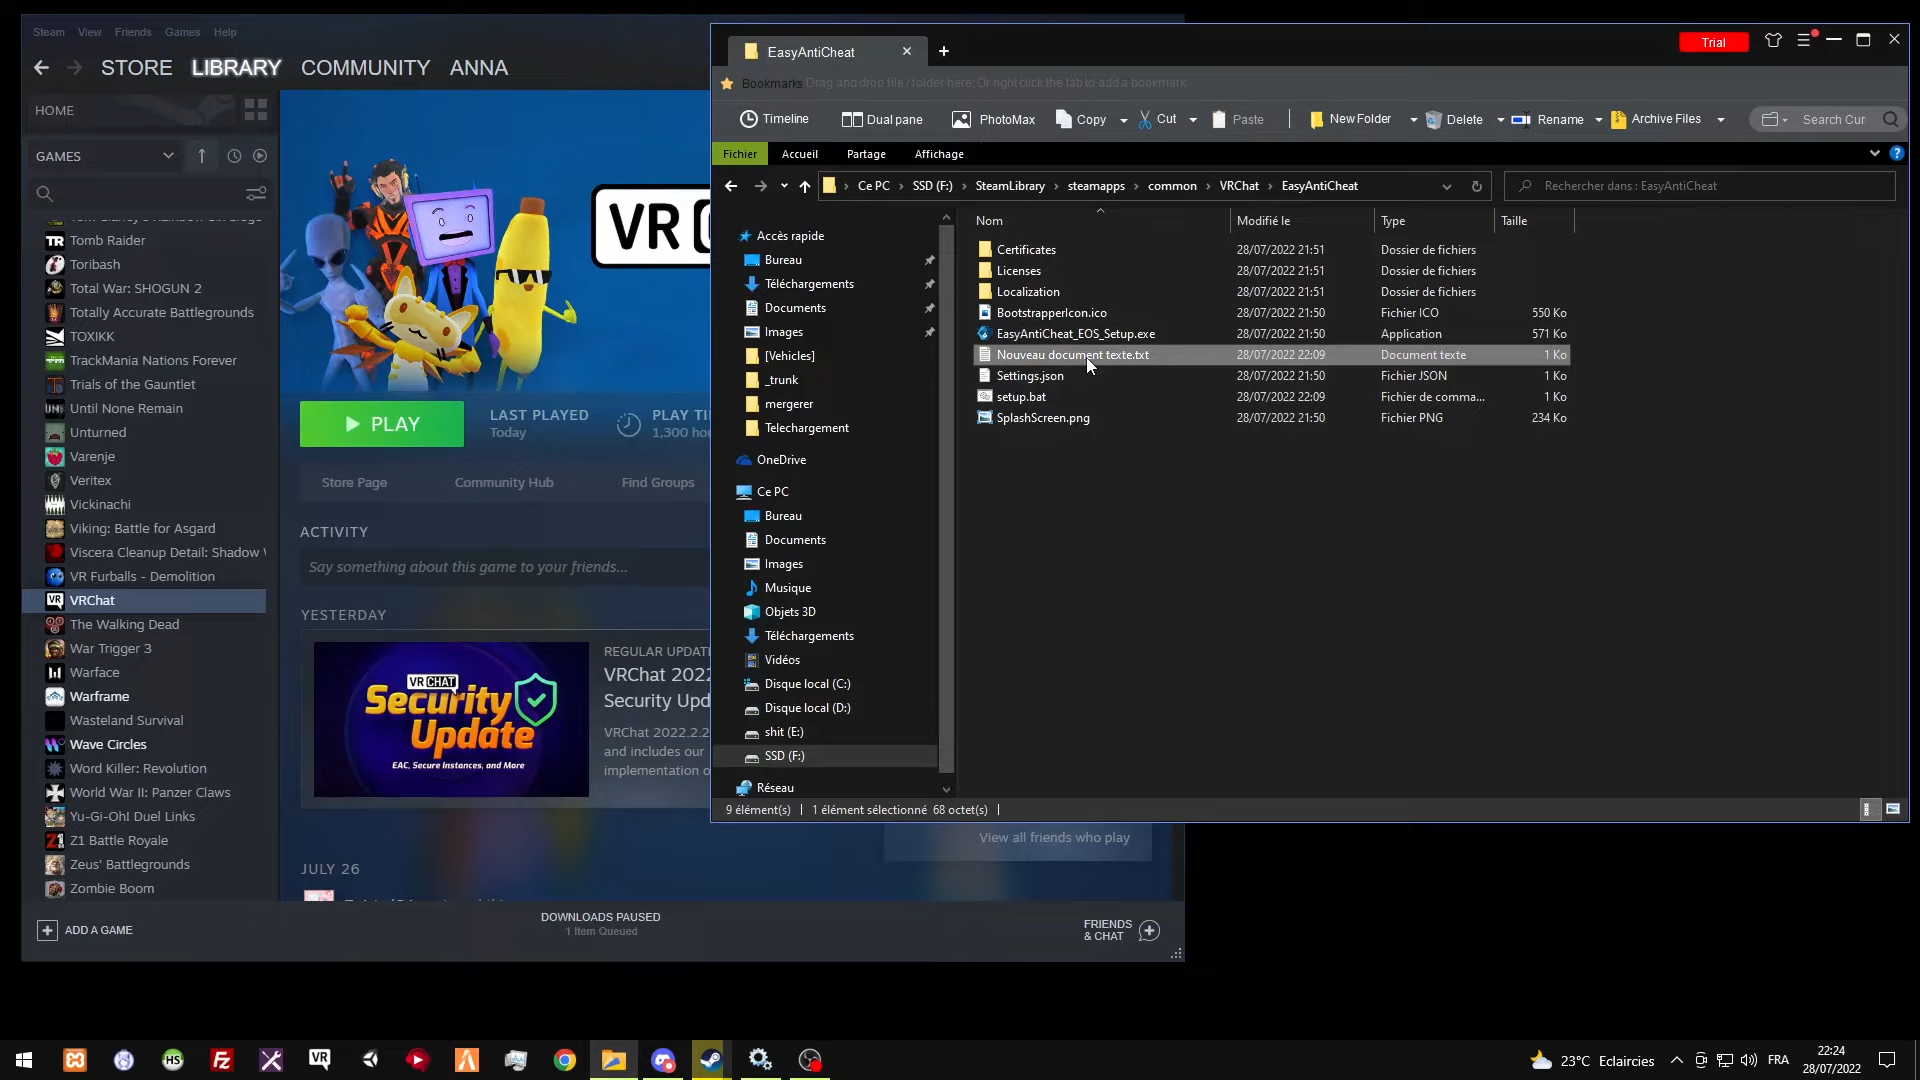 Steam View Friends Games Help
STORE LIBRARY COMMUNITY ANNA
HOME
GAMES
Tomb Raider
Toribash
Total War: SHOGUN 2
Totally Accurate Battlegrounds
TOXIKK
TrackMania Nations Forever
Trials of the Gauntlet
Until None Remain
Unturned
Varenje
Veritex
Vickinachi
Viking: Battle for Asgard
Viscera Cleanup Detail: Shadow
VR Furballs - Demolition
VRChat
The Walking Dead
War Trigger 3
Warface
Warframe
Wasteland Survival
Wave Circles
Word Killer: Revolution
World War II: Panzer Claws
Yu-Gi-Oh! Duel Links
Z1 Battle Royale
Zeus' Battlegrounds
Zombie Boom
ADD A GAME
VR
PLAY
LAST PLAYED
Today
PLAY TI
1,300 hou
Store Page Community Hub Find Groups
ACTIVITY
Say something about this game to your friends...
YESTERDAY
VRCHAT
Security
Update
EAC, Secure Instances, and More
REGULAR UPDAT
VRChat 2022
Security Upd
VRChat 2022.2.2
and includes our
implementation o
View all friends who play
JULY 26
DOWNLOADS PAUSED
1 Item Queued
FRIENDS
& CHAT
EasyAntiCheat
Trial
Bookmarks Drag and drop file / folder here; Or right click the tab to add a bookmark
Timeline Dual pane PhotoMax Copy Cut Paste New Folder Delete Rename Archive Files Search Cur
Fichier Accueil Partage Affichage
Ce PC SSD (F:) SteamLibrary steamapps common VRChat EasyAntiCheat
Rechercher dans : EasyAntiCheat
Accès rapide
Bureau
Téléchargements
Documents
Images
[Vehicles]
_trunk
mergerer
Telechargement
OneDrive
Ce PC
Bureau
Documents
Images
Musique
Objets 3D
Téléchargements
Vidéos
Disque local (C:)
Disque local (D:)
shit (E:)
SSD (F:)
Réseau
Nom Modifié le Type Taille
Certificates 28/07/2022 21:51 Dossier de fichiers
Licenses 28/07/2022 21:51 Dossier de fichiers
Localization 28/07/2022 21:51 Dossier de fichiers
BootstrapperIcon.ico 28/07/2022 21:50 Fichier ICO 550 Ko
EasyAntiCheat_EOS_Setup.exe 28/07/2022 21:50 Application 571 Ko
Nouveau document texte.txt 28/07/2022 22:09 Document texte 1 Ko
Settings.json 28/07/2022 21:50 Fichier JSON 1 Ko
setup.bat 28/07/2022 22:09 Fichier de comma... 1 Ko
SplashScreen.png 28/07/2022 21:50 Fichier PNG 234 Ko
9 élément(s) 1 élément sélectionné 68 octet(s)
23°C Eclaircies
FRA
22:24
28/07/2022